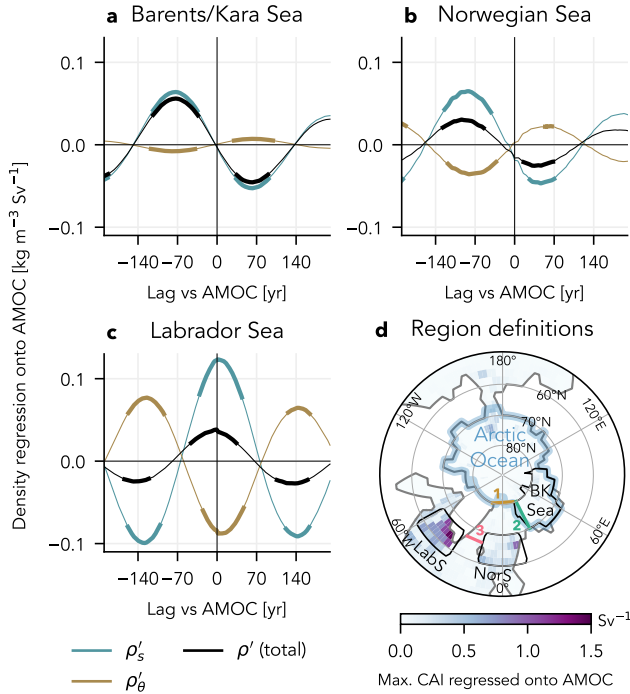 a Barents/Kara Sea
b Norwegian Sea
Density regression onto AMOC [kg m⁻³ Sv⁻¹]
0.1
0.0
−0.1
−140 −70 0 70 140
Lag vs AMOC [yr]
0.1
0.0
−0.1
−140 −70 0 70 140
Lag vs AMOC [yr]
c Labrador Sea
d Region definitions
0.1
0.0
−0.1
−140 −70 0 70 140
Lag vs AMOC [yr]
180°
120°W
60°N
120°E
70°N
80°N
Arctic
Ocean
1
BK
Sea
2
3
60°W
LabS
NorS
0°
60°E
0.0 0.5 1.0 1.5
Sv⁻¹
Max. CAI regressed onto AMOC
ρ′ₛ
ρ′ (total)
ρ′_θ